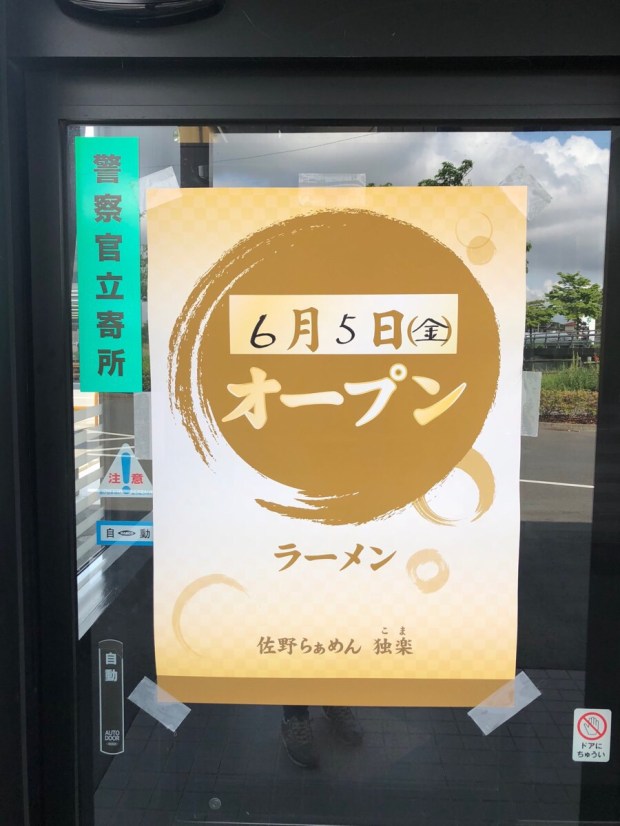 警察官立寄所
6月5日(金)
オープン
ラーメン
こま
佐野らぁめん 独楽
注意
自動
自動
AUTO
DOOR
ドアに
ちゅうい